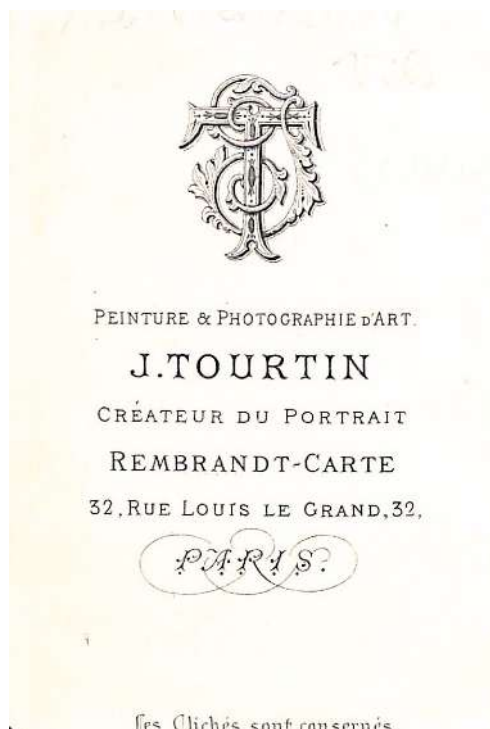 PEINTURE & PHOTOGRAPHIE D'ART.
J. TOURTIN
CRÉATEUR DU PORTRAIT
REMBRANDT-CARTE
32, RUE LOUIS LE GRAND, 32,
PARIS.
Les Clichés sont conservés